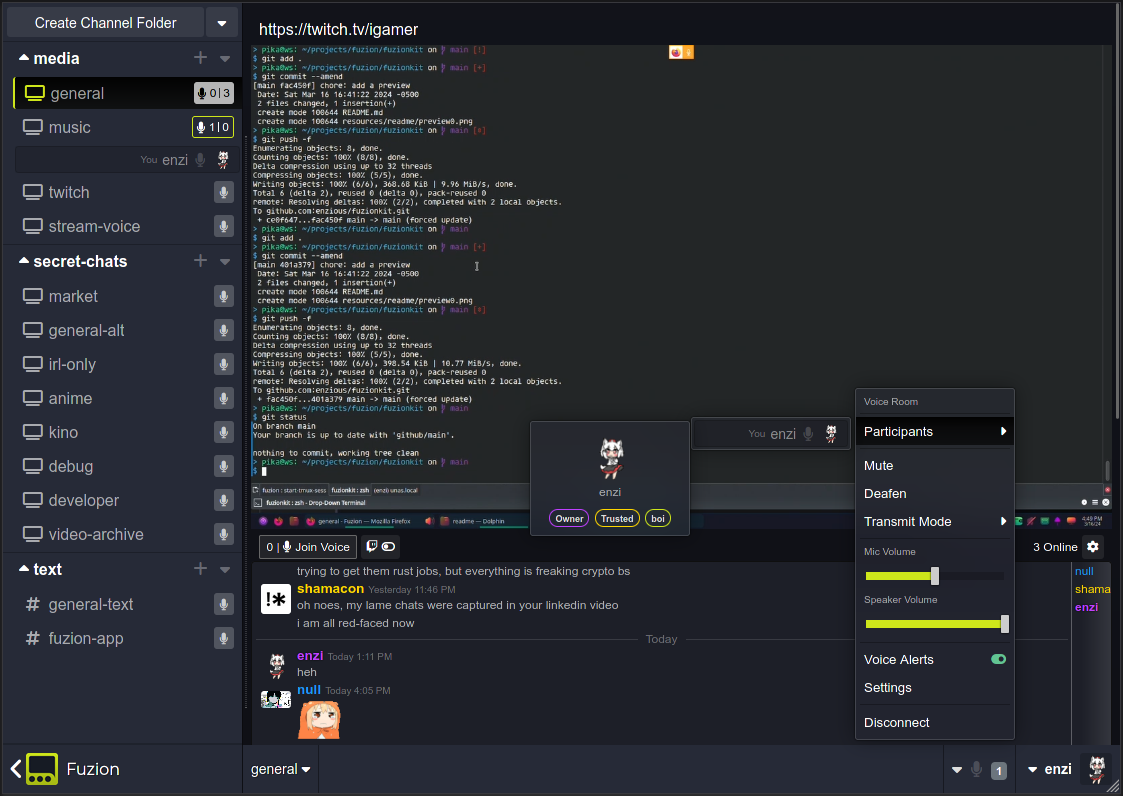 Create Channel Folder
media
general
0|3
music
1|0
You enzi
twitch
stream-voice
secret-chats
market
general-alt
irl-only
anime
kino
debug
developer
video-archive
text
# general-text
# fuzion-app
Fuzion
https://twitch.tv/igamer
> pika@ws: ~/projects/fuzion/fuzionkit on main [!]
$ git add .
> pika@ws: ~/projects/fuzion/fuzionkit on main [+]
$ git commit --amend
[main fac450f] chore: add a preview
Date: Sat Mar 16 16:41:22 2024 -0500
2 files changed, 1 insertion(+)
create mode 100644 README.md
create mode 100644 resources/readme/preview0.png
> pika@ws: ~/projects/fuzion/fuzionkit on main
$ git push -f
Enumerating objects: 8, done.
Counting objects: 100% (8/8), done.
Delta compression using up to 32 threads
Compressing objects: 100% (5/5), done.
Writing objects: 100% (6/6), 368.68 KiB | 9.96 MiB/s, done.
Total 6 (delta 2), reused 0 (delta 0), pack-reused 0
remote: Resolving deltas: 100% (2/2), completed with 2 local objects.
To github.com:enzious/fuzionkit.git
+ ce0f647...fac450f main -> main (forced update)
> pika@ws: ~/projects/fuzion/fuzionkit on main
$ git add .
> pika@ws: ~/projects/fuzion/fuzionkit on main [+]
$ git commit --amend
[main 401a379] chore: add a preview
Date: Sat Mar 16 16:41:22 2024 -0500
2 files changed, 1 insertion(+)
create mode 100644 README.md
create mode 100644 resources/readme/preview0.png
> pika@ws: ~/projects/fuzion/fuzionkit on main
$ git push -f
Enumerating objects: 8, done.
Counting objects: 100% (8/8), done.
Delta compression using up to 32 threads
Compressing objects: 100% (5/5), done.
Writing objects: 100% (6/6), 398.54 KiB | 10.77 MiB/s, done.
Total 6 (delta 2), reused 0 (delta 0), pack-reused 0
remote: Resolving deltas: 100% (2/2), completed with 2 local objects.
To github.com:enzious/fuzionkit.git
+ fac450f...401a379 main -> main (forced update)
> pika@ws: ~/projects/fuzion/fuzionkit on main
$ git status
On branch main
Your branch is up to date with 'github/main'.
nothing to commit, working tree clean
> pika@ws: ~/projects/fuzion/fuzionkit on main
$
fuzion : start-tmux-sess fuzionkit : zsh (enzi) unas.local
fuzionkit : zsh - Drop-Down Terminal
general - Fuzion — Mozilla Firefox readme — Dolphin
4:49 PM
3/16/24
enzi
Owner Trusted boi
You enzi
Voice Room
Participants
Mute
Deafen
Transmit Mode
Mic Volume
Speaker Volume
Voice Alerts
Settings
Disconnect
0 | Join Voice
3 Online
null
shama
enzi
trying to get them rust jobs, but everything is freaking crypto bs
!*
shamacon Yesterday 11:46 PM
oh noes, my lame chats were captured in your linkedin video
i am all red-faced now
Today
enzi Today 1:11 PM
heh
null Today 4:05 PM
general
1
enzi